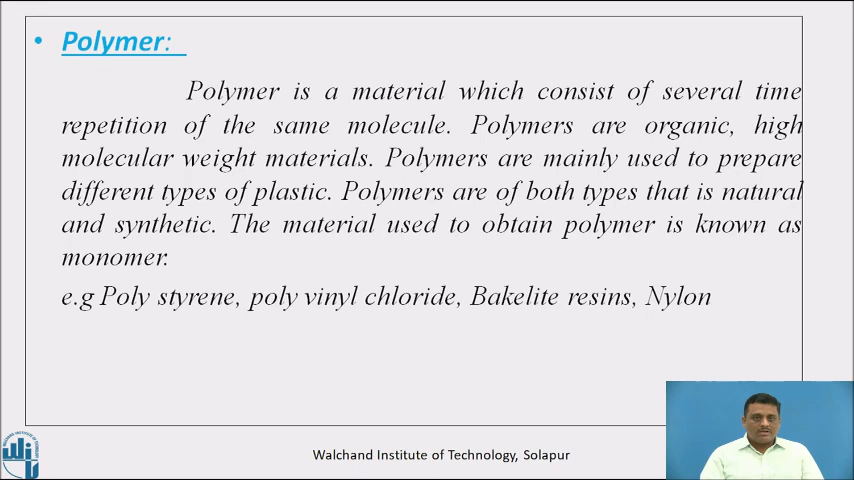 • Polymer:
Polymer is a material which consist of several time
repetition of the same molecule. Polymers are organic, high
molecular weight materials. Polymers are mainly used to prepare
different types of plastic. Polymers are of both types that is natural
and synthetic. The material used to obtain polymer is known as
monomer.
e.g Poly styrene, poly vinyl chloride, Bakelite resins, Nylon
Walchand Institute of Technology, Solapur